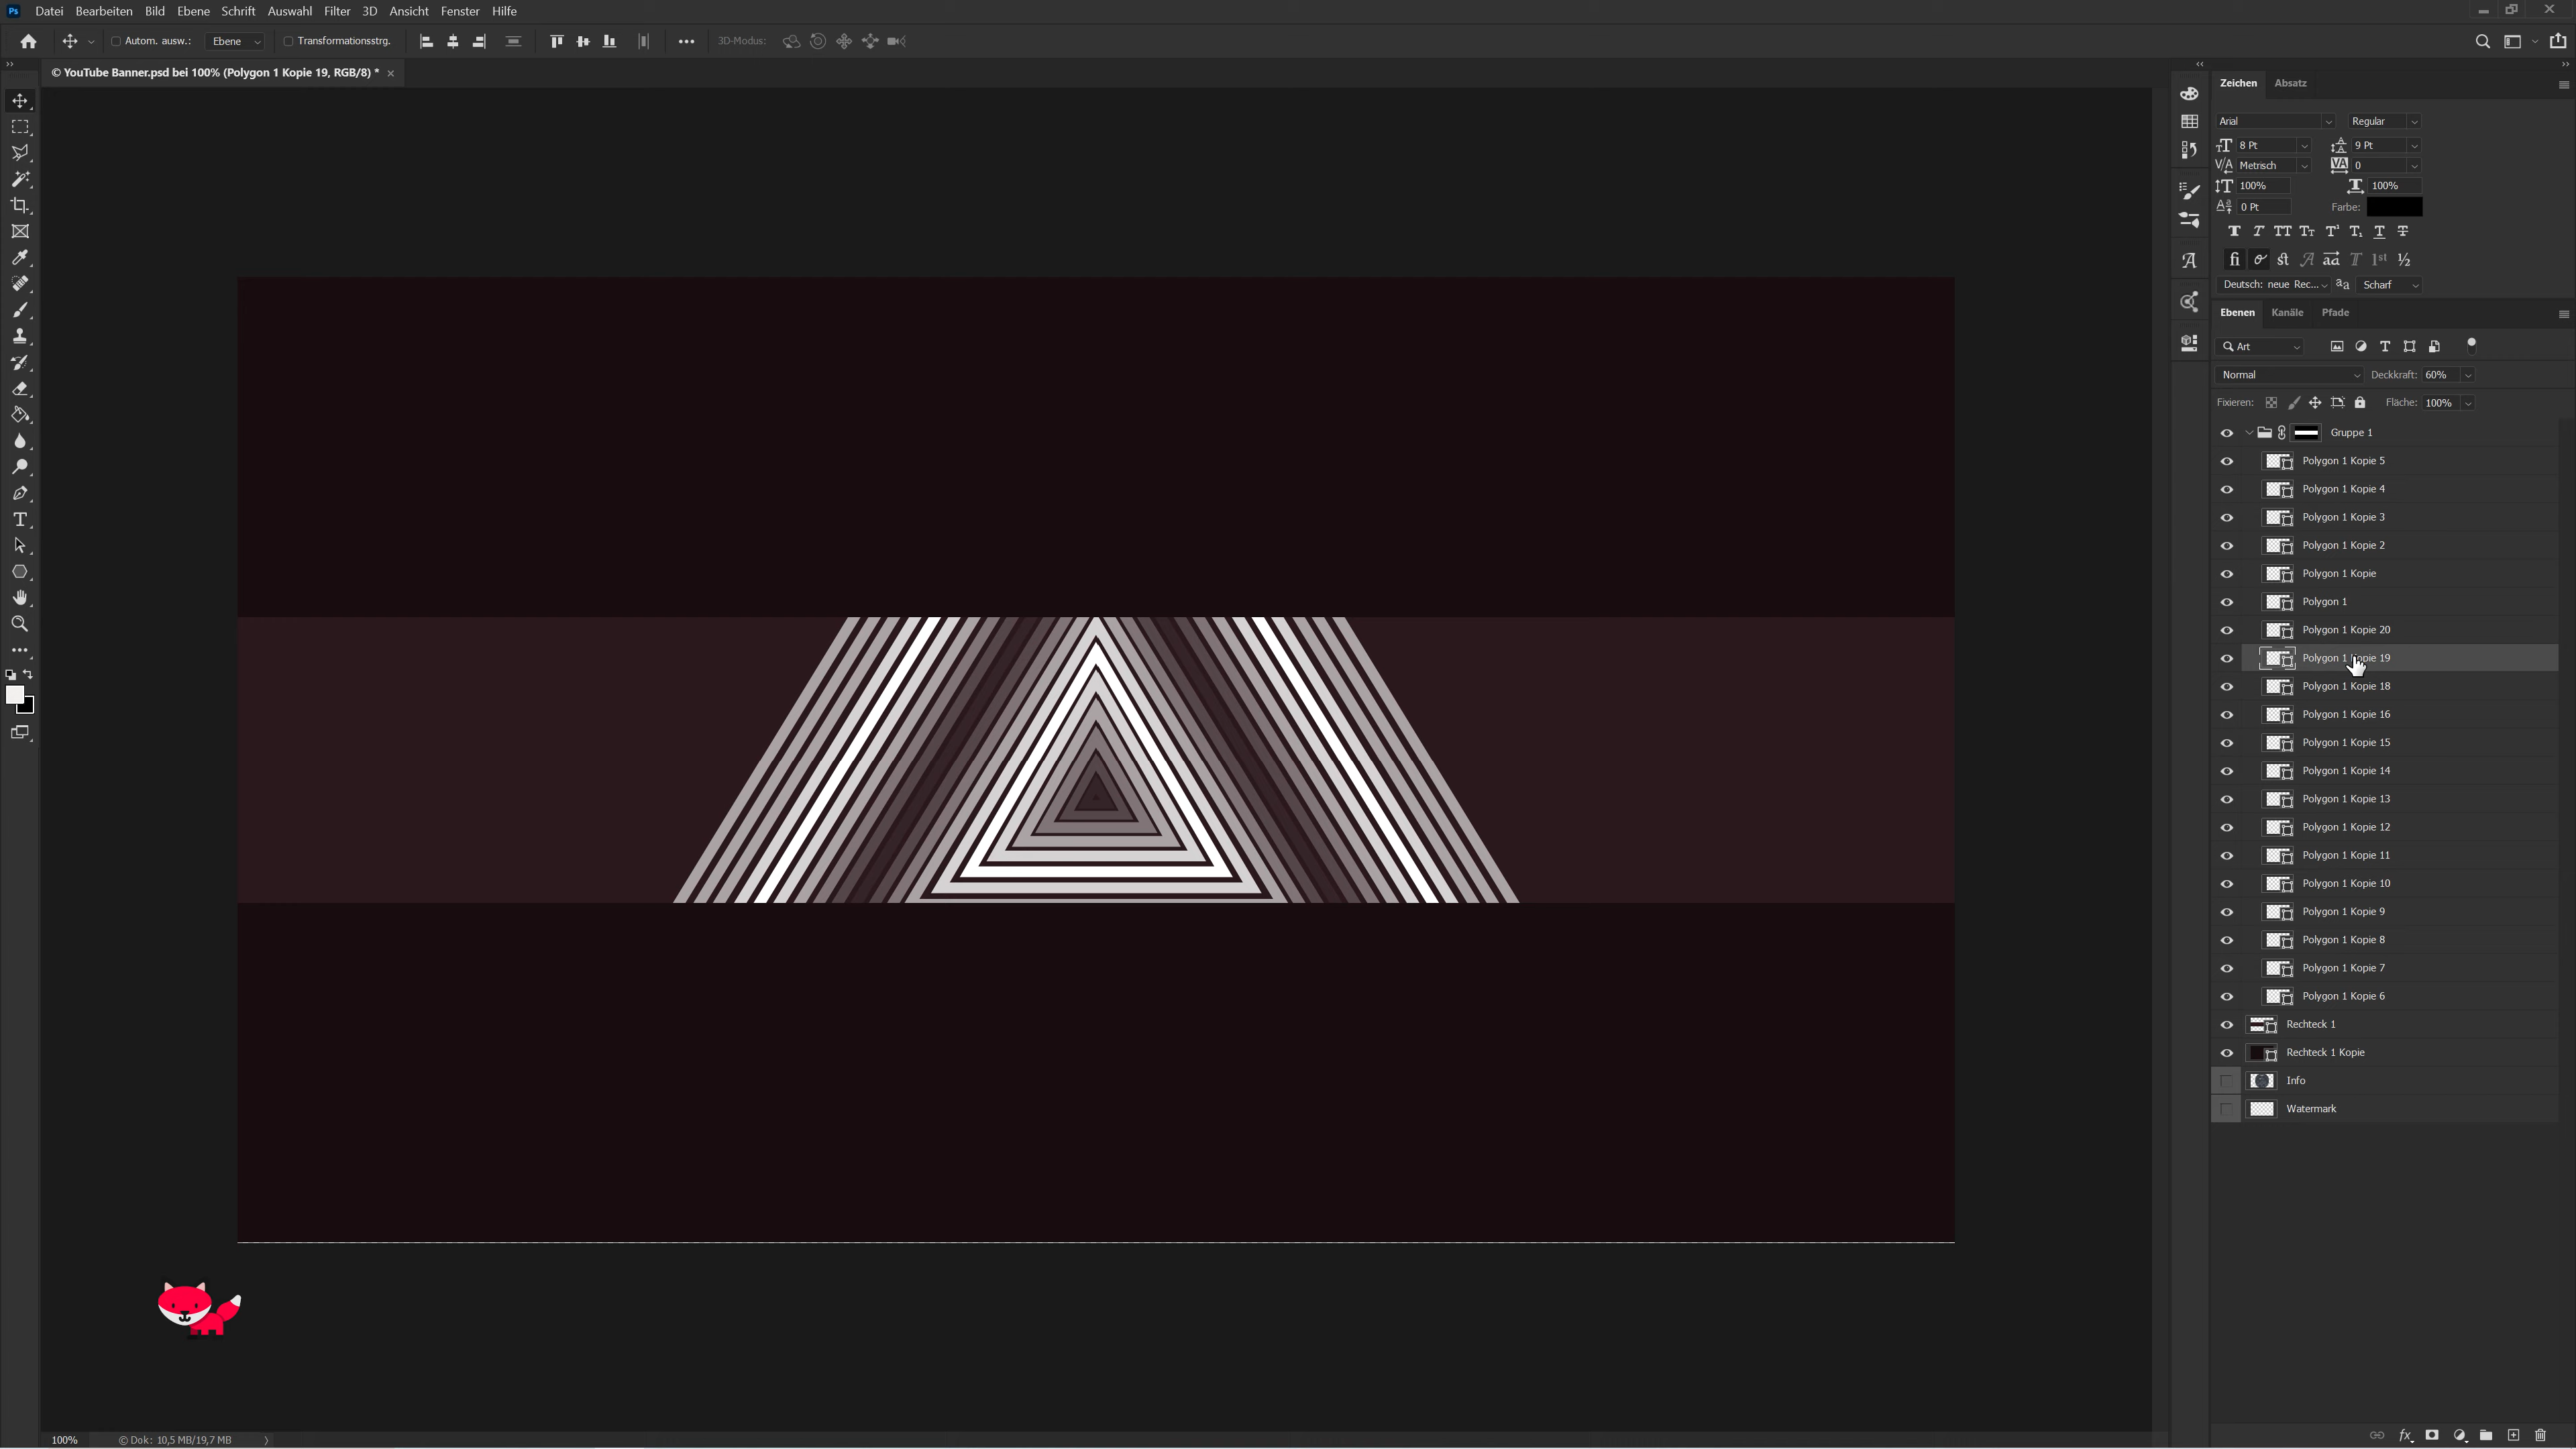 Ps Datei Bearbeiten Bild Ebene Schrift Auswahl Filter 3D Ansicht Fenster Hilfe
Autom. ausw.: Ebene Transformationsstrg. 3D-Modus:
© YouTube Banner.psd bei 100% (Polygon 1 Kopie 19, RGB/8) *
Zeichen Absatz
Arial Regular
8 Pt 9 Pt
Metrisch 0
100% 100%
0 Pt Farbe:
Deutsch: neue Rec... Scharf
Ebenen Kanäle Pfade
Art
Normal Deckkraft: 60%
Fixieren: Fläche: 100%
Gruppe 1
Polygon 1 Kopie 5
Polygon 1 Kopie 4
Polygon 1 Kopie 3
Polygon 1 Kopie 2
Polygon 1 Kopie
Polygon 1
Polygon 1 Kopie 20
Polygon 1 Kopie 19
Polygon 1 Kopie 18
Polygon 1 Kopie 16
Polygon 1 Kopie 15
Polygon 1 Kopie 14
Polygon 1 Kopie 13
Polygon 1 Kopie 12
Polygon 1 Kopie 11
Polygon 1 Kopie 10
Polygon 1 Kopie 9
Polygon 1 Kopie 8
Polygon 1 Kopie 7
Polygon 1 Kopie 6
Rechteck 1
Rechteck 1 Kopie
Info
Watermark
100% © Dok: 10,5 MB/19,7 MB